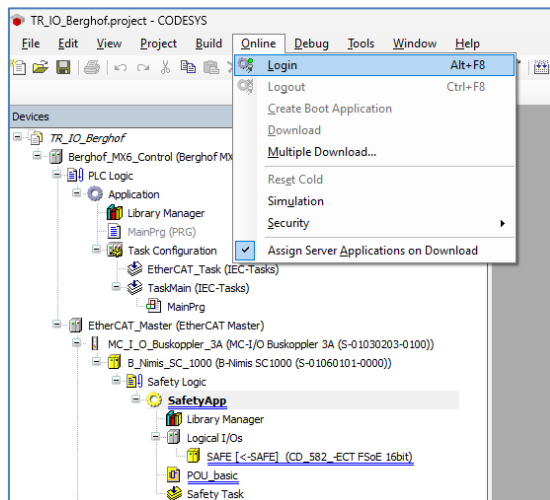 TR_IO_Berghof.project - CODESYS
File Edit View Project Build Online Debug Tools Window Help
Login Alt+F8
Logout Ctrl+F8
Create Boot Application
Download
Multiple Download...
Reset Cold
Simulation
Security
Assign Server Applications on Download
Devices
TR_IO_Berghof
Berghof_MX6_Control (Berghof MX
PLC Logic
Application
Library Manager
MainPrg (PRG)
Task Configuration
EtherCAT_Task (IEC-Tasks)
TaskMain (IEC-Tasks)
MainPrg
EtherCAT_Master (EtherCAT Master)
MC_I_O_Buskoppler_3A (MC-I/O Buskoppler 3A (S-01030203-0100))
B_Nimis_SC_1000 (B-Nimis SC1000 (S-01060101-0000))
Safety Logic
SafetyApp
Library Manager
Logical I/Os
SAFE [<-SAFE] (CD_582_-ECT FSoE 16bit)
POU_basic
Safety Task